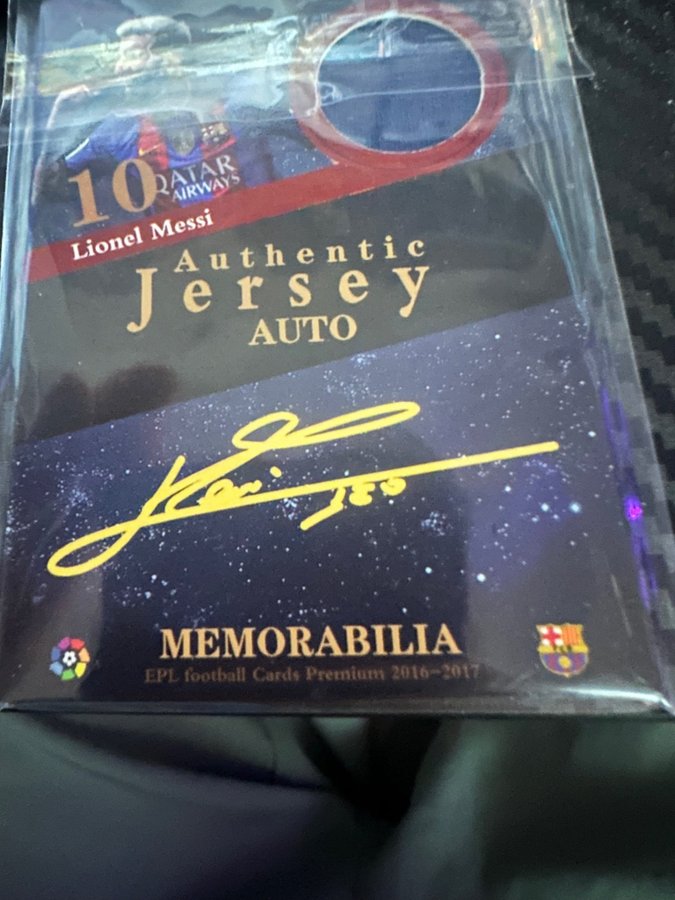 10
QATAR
AIRWAYS
Lionel Messi
Authentic
Jersey
AUTO
MEMORABILIA
EPL football Cards Premium 2016-2017